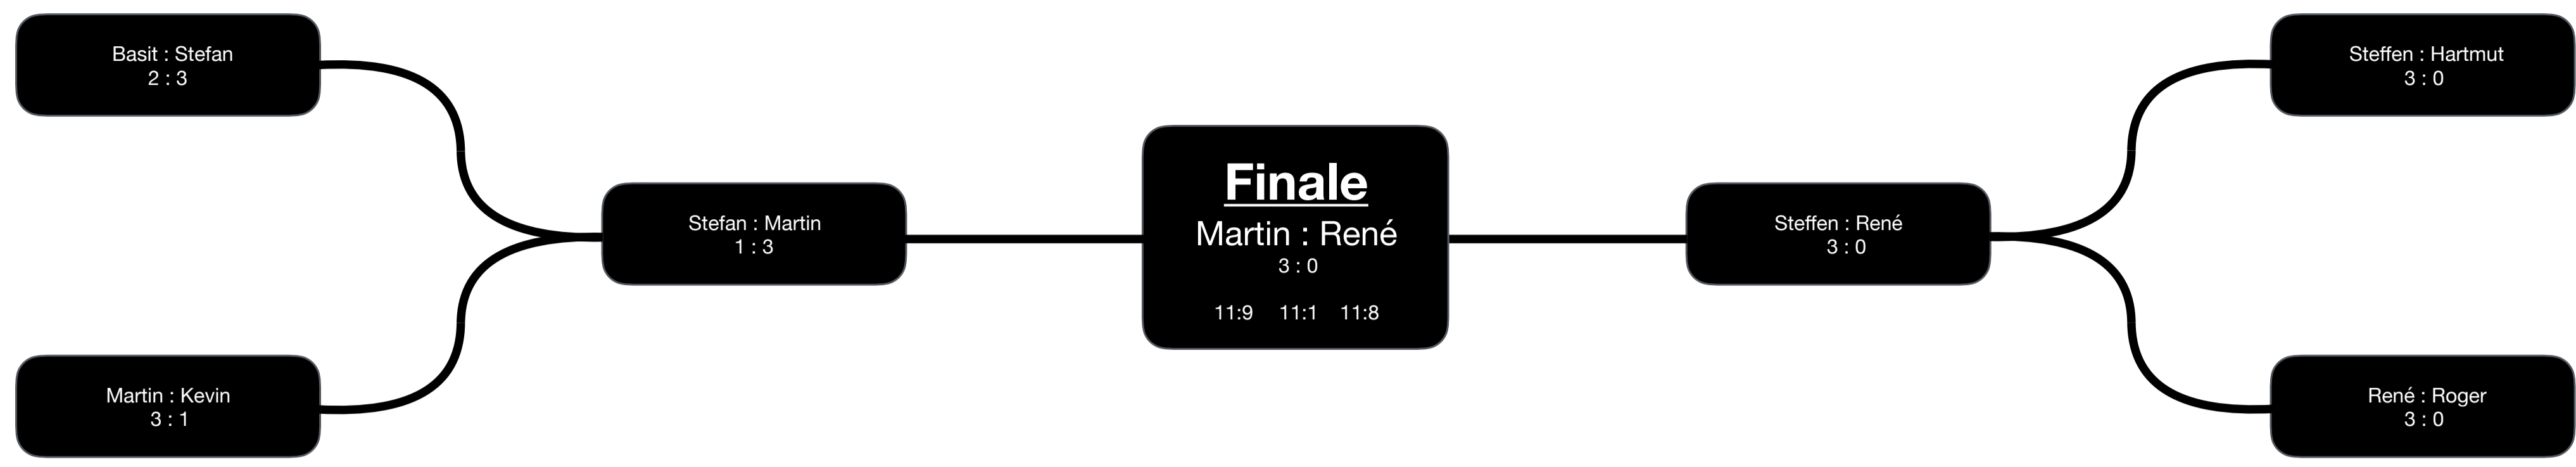 Basit : Stefan
2 : 3
Martin : Kevin
3 : 1
Stefan : Martin
1 : 3
Finale
Martin : René
3 : 0
11:9 11:1 11:8
Steffen : René
3 : 0
Steffen : Hartmut
3 : 0
René : Roger
3 : 0